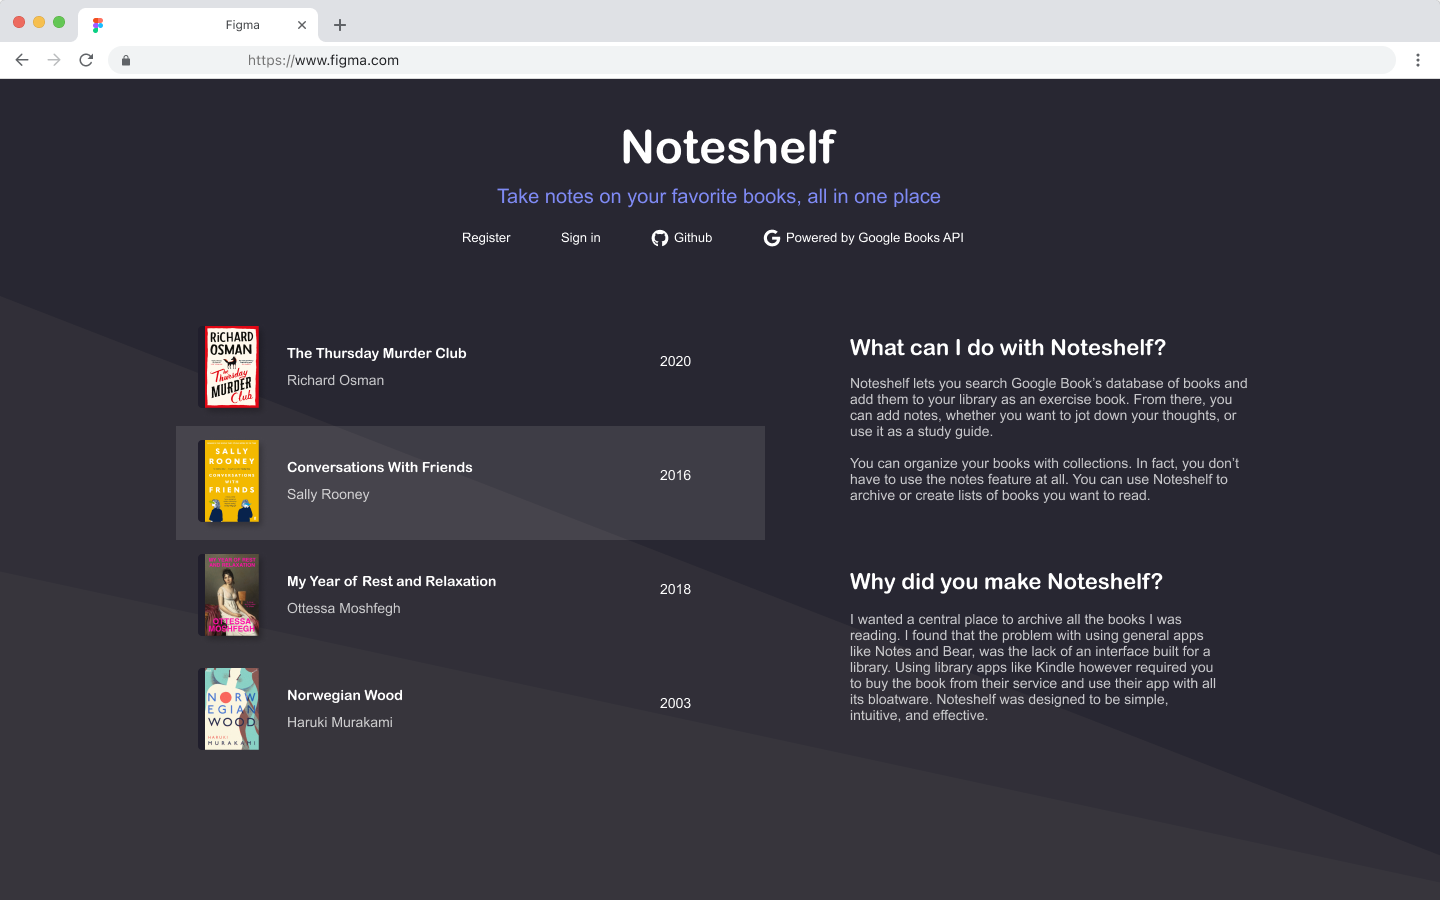 Figma
https://www.figma.com
Noteshelf
Take notes on your favorite books, all in one place
Register
Sign in
Github
Powered by Google Books API
RiCHARD
OSMAN
The
Thursday
MURDER
Club
The Thursday Murder Club
Richard Osman
2020
SALLY
ROONEY
CONVERSATIONS
WITH
FRIENDS
Conversations With Friends
Sally Rooney
2016
OTTESSA
MOSHFEGH
My Year of Rest and Relaxation
Ottessa Moshfegh
2018
NORW
EGIAN
WOOD
HARUKI
MURAKAMI
Norwegian Wood
Haruki Murakami
2003
What can I do with Noteshelf?
Noteshelf lets you search Google Book’s database of books and
add them to your library as an exercise book. From there, you
can add notes, whether you want to jot down your thoughts, or
use it as a study guide.
You can organize your books with collections. In fact, you don’t
have to use the notes feature at all. You can use Noteshelf to
archive or create lists of books you want to read.
Why did you make Noteshelf?
I wanted a central place to archive all the books I was
reading. I found that the problem with using general apps
like Notes and Bear, was the lack of an interface built for a
library. Using library apps like Kindle however required you
to buy the book from their service and use their app with all
its bloatware. Noteshelf was designed to be simple,
intuitive, and effective.